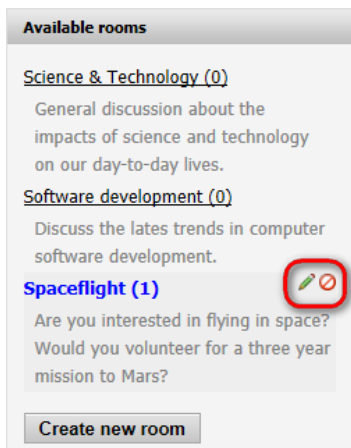 Available rooms
Science & Technology (0)
General discussion about the
impacts of science and technology
on our day-to-day lives.
Software development (0)
Discuss the lates trends in computer
software development.
Spaceflight (1)
Are you interested in flying in space?
Would you volunteer for a three year
mission to Mars?
Create new room